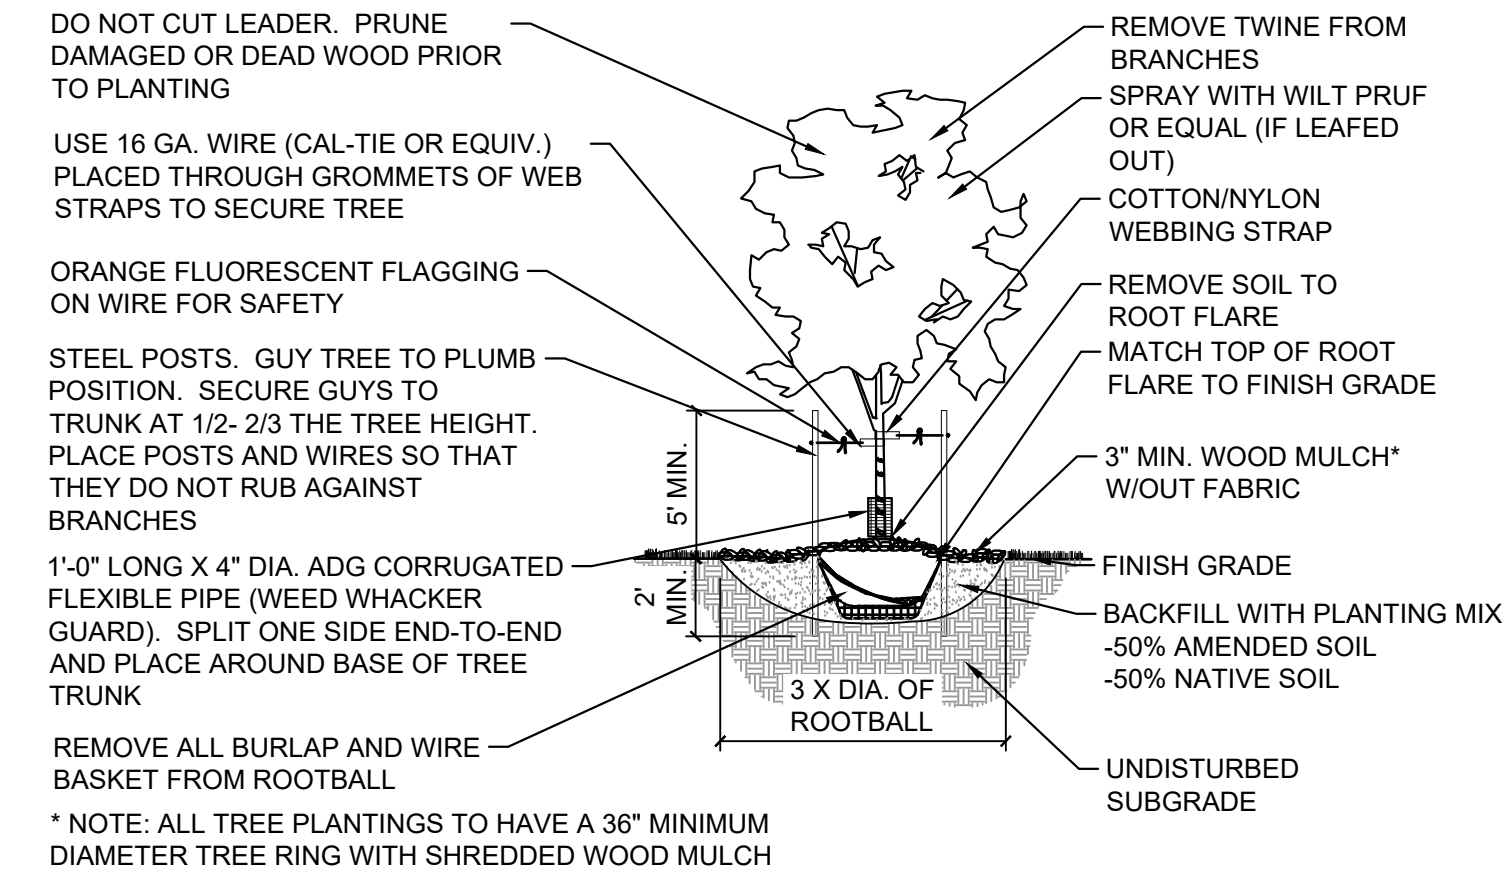 DO NOT CUT LEADER. PRUNE
DAMAGED OR DEAD WOOD PRIOR
TO PLANTING
USE 16 GA. WIRE (CAL-TIE OR EQUIV.)
PLACED THROUGH GROMMETS OF WEB
STRAPS TO SECURE TREE
ORANGE FLUORESCENT FLAGGING
ON WIRE FOR SAFETY
STEEL POSTS. GUY TREE TO PLUMB
POSITION. SECURE GUYS TO
TRUNK AT 1/2- 2/3 THE TREE HEIGHT.
PLACE POSTS AND WIRES SO THAT
THEY DO NOT RUB AGAINST
BRANCHES
1'-0" LONG X 4" DIA. ADG CORRUGATED
FLEXIBLE PIPE (WEED WHACKER
GUARD). SPLIT ONE SIDE END-TO-END
AND PLACE AROUND BASE OF TREE
TRUNK
REMOVE ALL BURLAP AND WIRE
BASKET FROM ROOTBALL
* NOTE: ALL TREE PLANTINGS TO HAVE A 36" MINIMUM
DIAMETER TREE RING WITH SHREDDED WOOD MULCH
5' MIN.
2'
MIN.
3 X DIA. OF
ROOTBALL
REMOVE TWINE FROM
BRANCHES
SPRAY WITH WILT PRUF
OR EQUAL (IF LEAFED
OUT)
COTTON/NYLON
WEBBING STRAP
REMOVE SOIL TO
ROOT FLARE
MATCH TOP OF ROOT
FLARE TO FINISH GRADE
3" MIN. WOOD MULCH*
W/OUT FABRIC
FINISH GRADE
BACKFILL WITH PLANTING MIX
-50% AMENDED SOIL
-50% NATIVE SOIL
UNDISTURBED
SUBGRADE